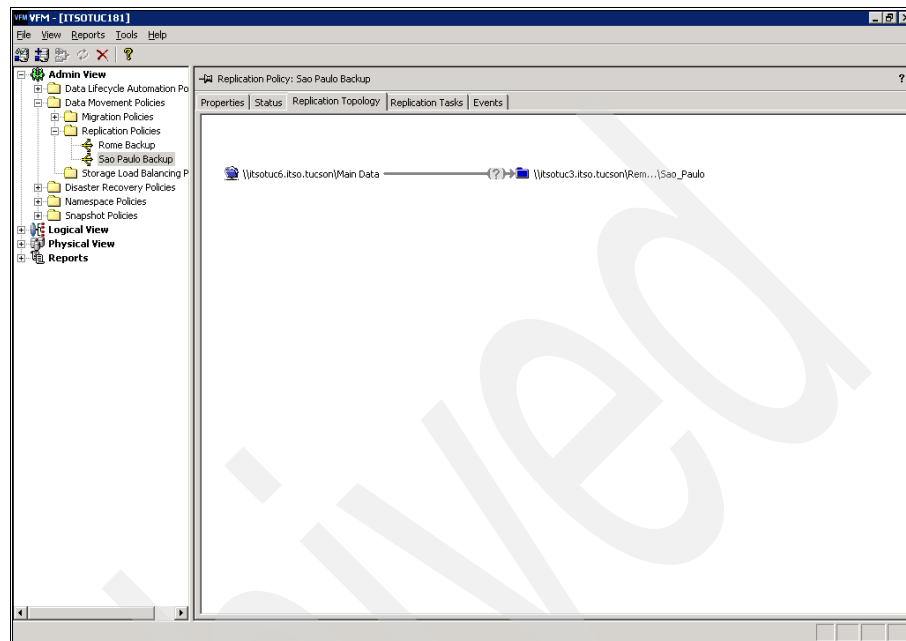 VFM VFM - [ITSOTUC181]
File View Reports Tools Help
Admin View
Data Lifecycle Automation Po
Data Movement Policies
Migration Policies
Replication Policies
Rome Backup
Sao Paulo Backup
Storage Load Balancing P
Disaster Recovery Policies
Namespace Policies
Snapshot Policies
Logical View
Physical View
Reports
Replication Policy: Sao Paulo Backup
?
Properties Status Replication Topology Replication Tasks Events
\\itsotuc6.itso.tucson\Main Data (?) \\itsotuc3.itso.tucson\Rem...\Sao_Paulo
hived